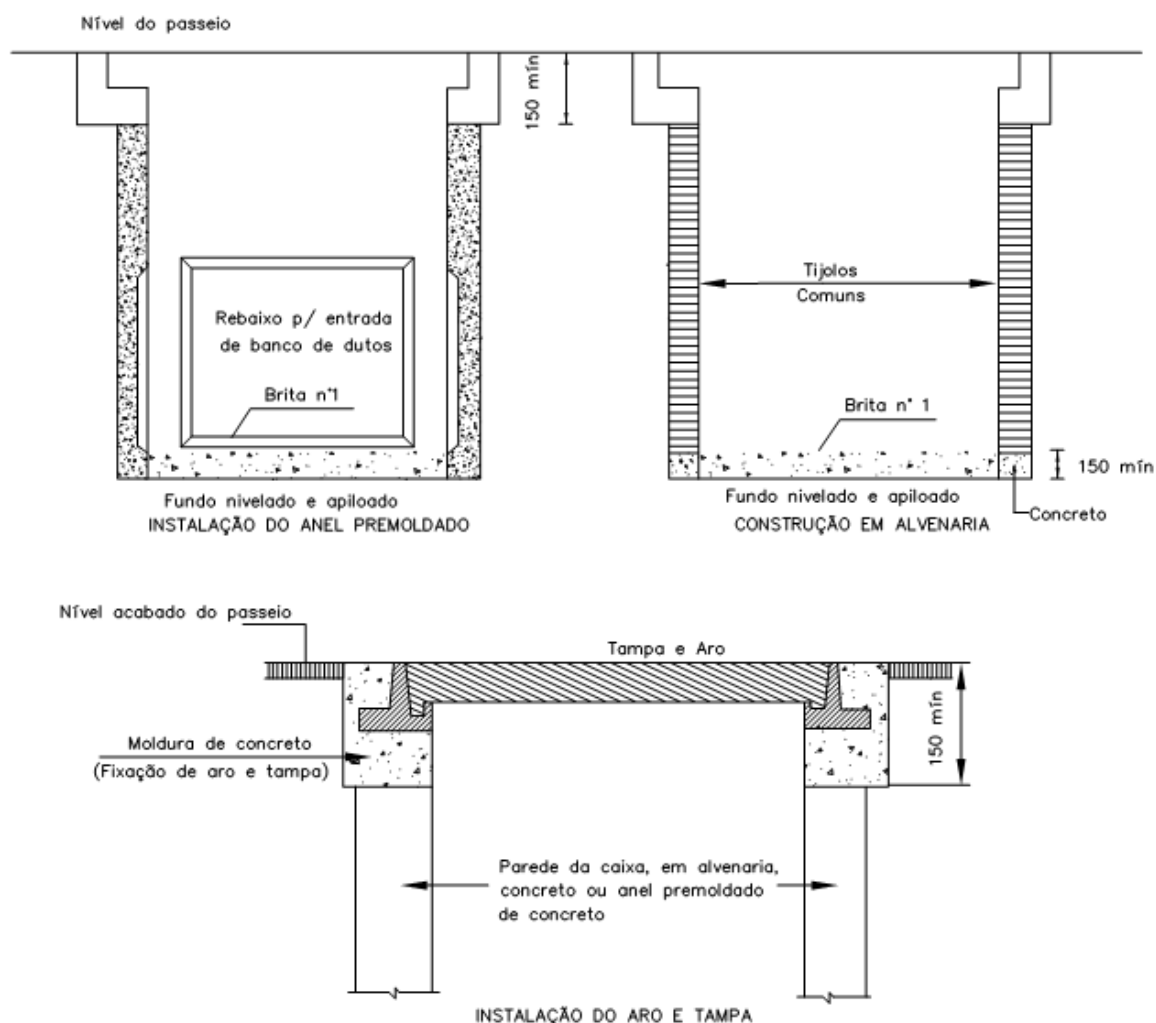 Nível do passeio
150 mín
Rebaixo p/ entrada
de banco de dutos
Brita n°1
Fundo nivelado e apiloado
INSTALAÇÃO DO ANEL PREMOLDADO
Tijolos
Comuns
Brita n° 1
150 mín
Fundo nivelado e apiloado
Concreto
CONSTRUÇÃO EM ALVENARIA
Nível acabado do passeio
Tampa e Aro
Moldura de concreto
(Fixação de aro e tampa)
150 mín
Parede da caixa, em alvenaria,
concreto ou anel premoldado
de concreto
INSTALAÇÃO DO ARO E TAMPA